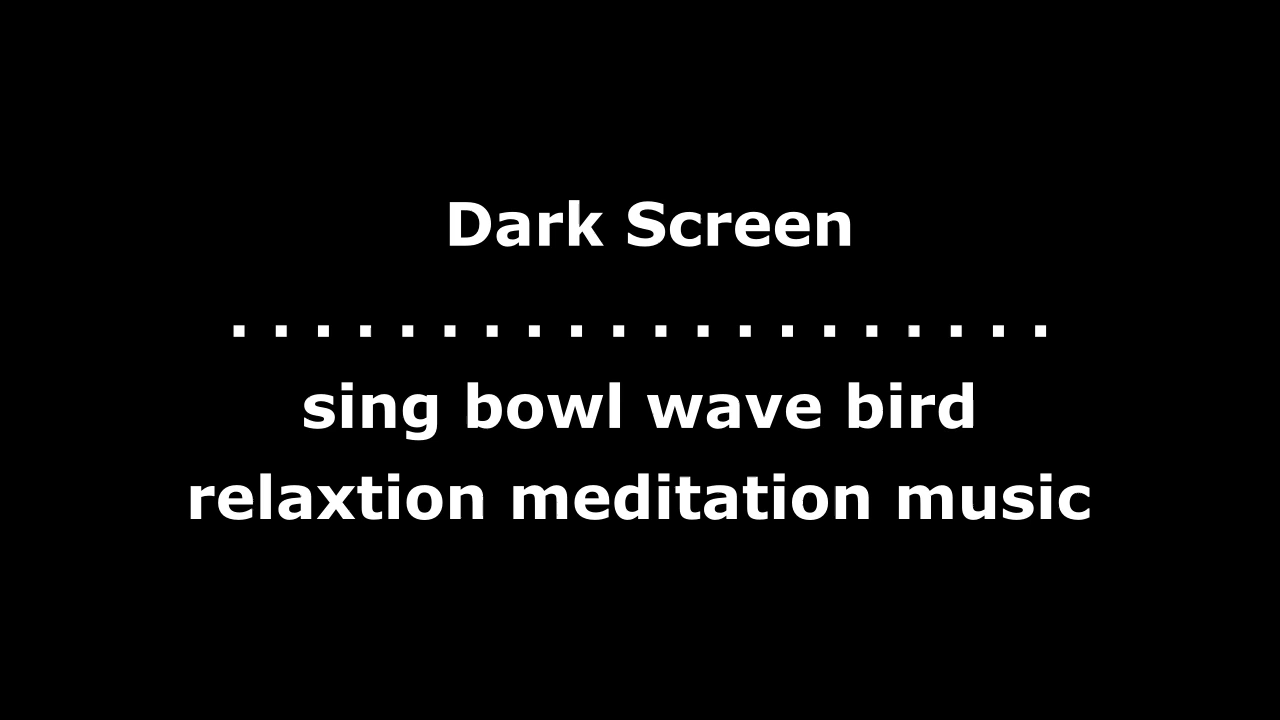 Dark Screen
. . . . . . . . . . . . . . . . . . . .
sing bowl wave bird
relaxtion meditation music